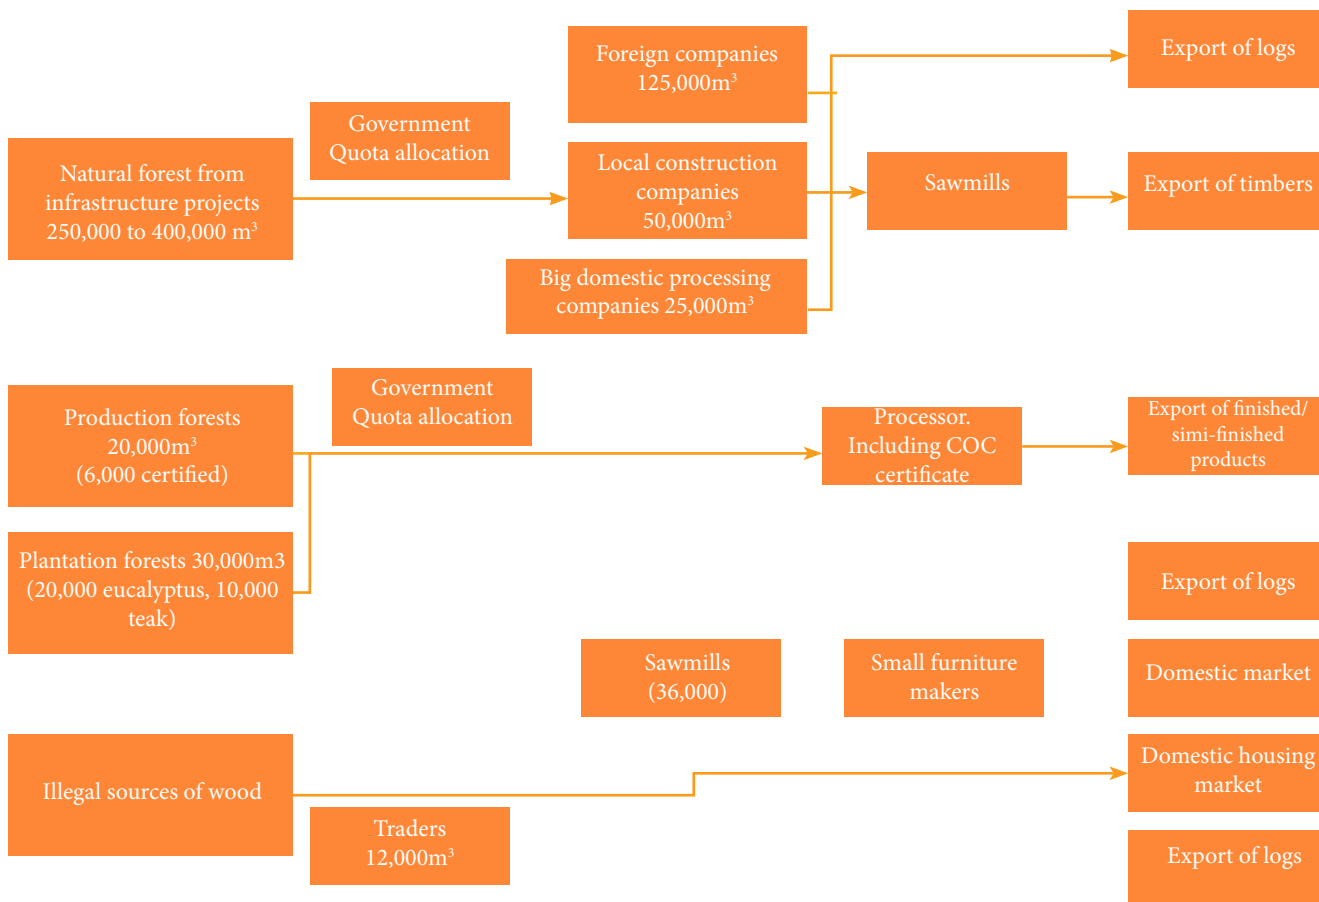 Foreign companies
125,000m³
Export of logs
Government
Quota allocation
Natural forest from
infrastructure projects
250,000 to 400,000 m³
Local construction
companies
50,000m³
Sawmills
Export of timbers
Big domestic processing
companies 25,000m³
Production forests
20,000m³
(6,000 certified)
Government
Quota allocation
Processor.
Including COC
certificate
Export of finished/
simi-finished
products
Plantation forests 30,000m3
(20,000 eucalyptus, 10,000
teak)
Export of logs
Sawmills
(36,000)
Small furniture
makers
Domestic market
Illegal sources of wood
Domestic housing
market
Traders
12,000m³
Export of logs